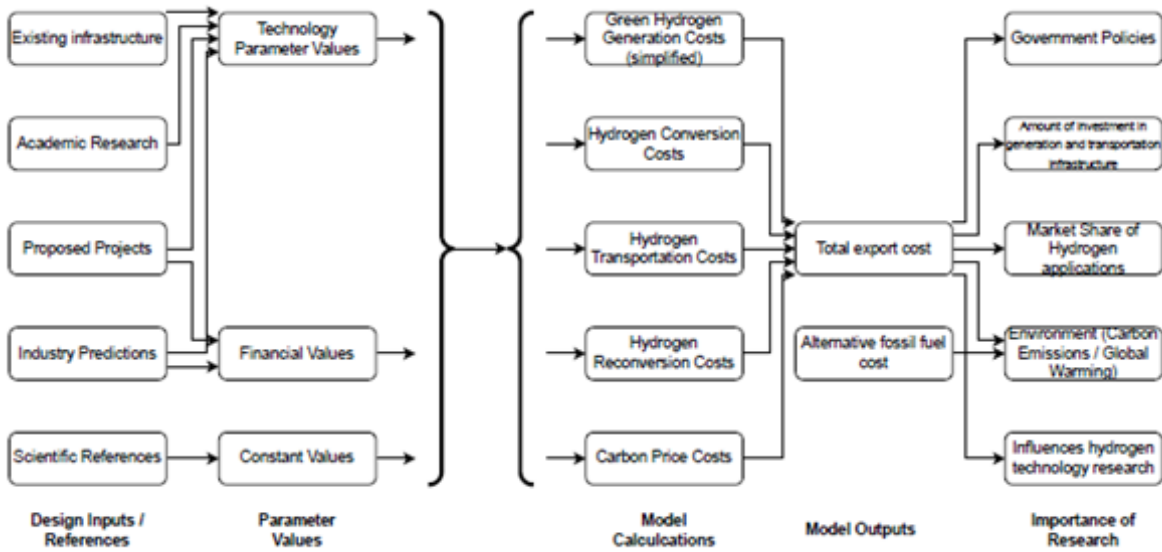 Existing infrastructure
Technology
Parameter Values
Green Hydrogen
Generation Costs
(simplified)
Government Policies
Academic Research
Hydrogen Conversion
Costs
Amount of investment in
generation and transportation
infrastructure
Proposed Projects
Hydrogen
Transportation Costs
Total export cost
Market Share of
Hydrogen
applications
Industry Predictions
Financial Values
Hydrogen
Reconversion Costs
Alternative fossil fuel
cost
Environment (Carbon
Emissions / Global
Warming)
Scientific References
Constant Values
Carbon Price Costs
Influences hydrogen
technology research
Design Inputs /
References
Parameter
Values
Model
Calculcations
Model Outputs
Importance of
Research